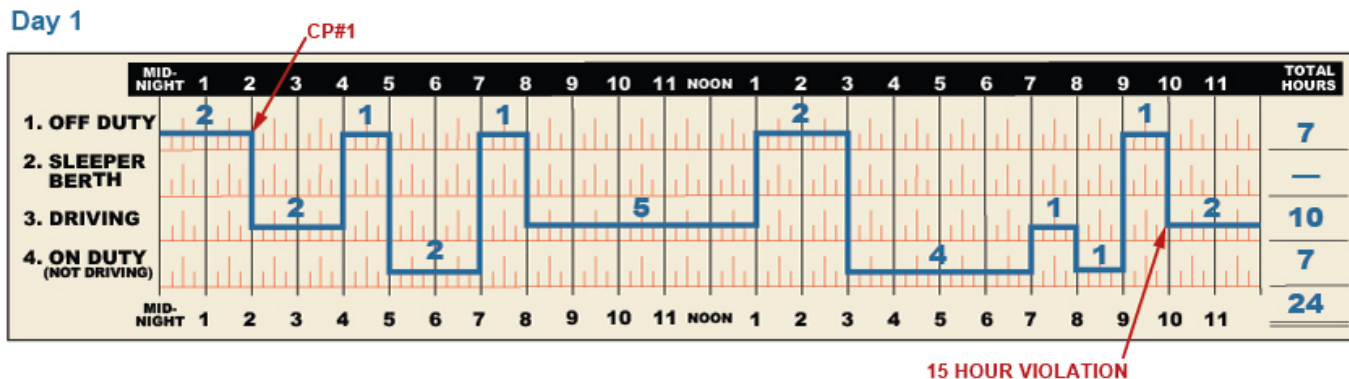 Day 1
CP#1
MID-NIGHT 1 2 3 4 5 6 7 8 9 10 11 NOON 1 2 3 4 5 6 7 8 9 10 11 TOTAL HOURS
2 1 1 2 1
1. OFF DUTY 7
2. SLEEPER BERTH —
2 5 1 2
3. DRIVING 10
2 4 1
4. ON DUTY 7
(NOT DRIVING)
MID-NIGHT 1 2 3 4 5 6 7 8 9 10 11 NOON 1 2 3 4 5 6 7 8 9 10 11 24
15 HOUR VIOLATION